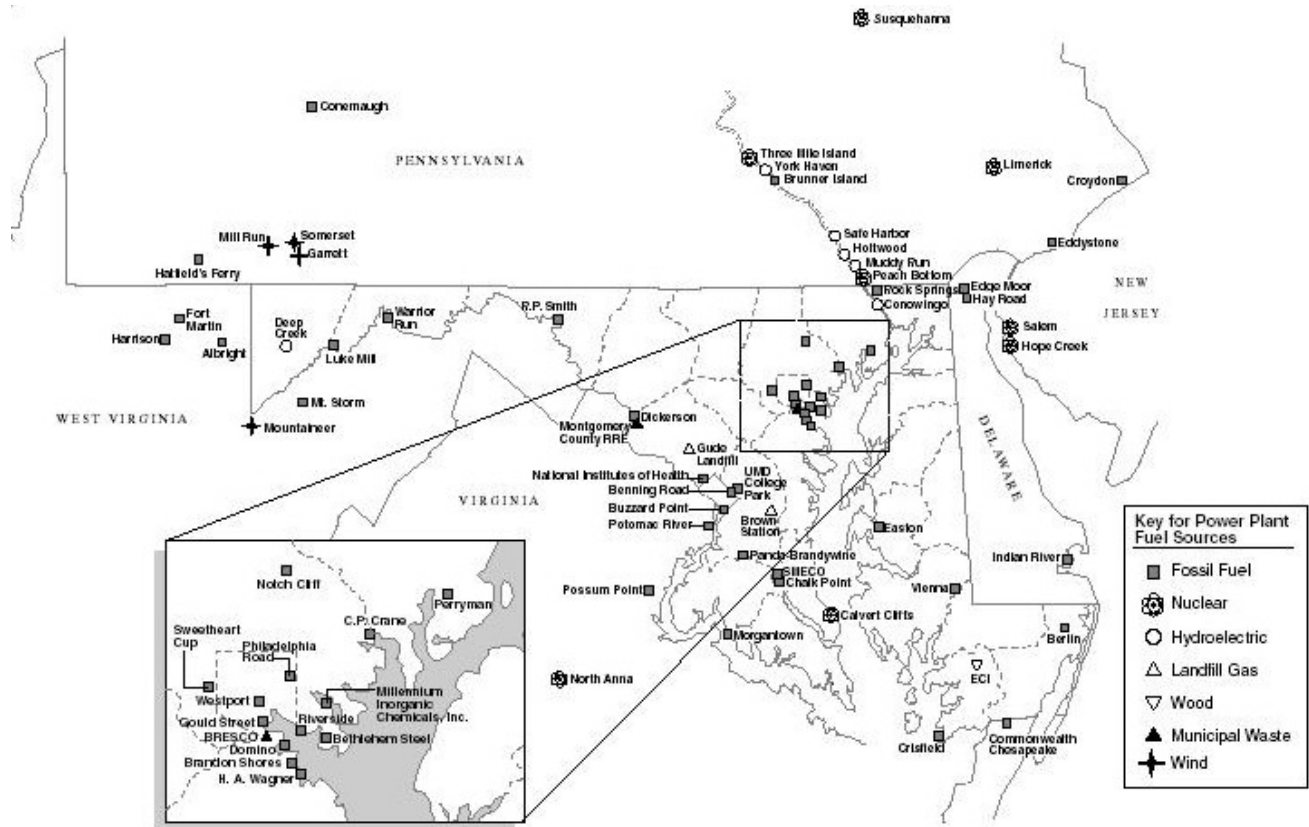 Susquehanna
Conemaugh
PENNSYLVANIA
Three Mile Island
York Haven
Brunner Island
Limerick
Croydon
Mill Run
Somerset
Garrett
Hatfield's Ferry
Safe Harbor
Holtwood
Muddy Run
Peach Bottom
Rock Springs
Conowingo
Eddystone
Edge Moor
Hay Road
NEW
JERSEY
Salem
Hope Creek
Fort
Martin
Harrison
Albright
Deep
Creek
Luke Mill
Warrior
Run
R.P. Smith
Mt. Storm
WEST VIRGINIA
Mountaineer
Dickerson
Montgomery
County RRE
Gude
Landfill
National Institutes of Health
UMD
College
Park
Benning Road
Buzzard Point
Potomac River
Brown
Station
VIRGINIA
DELAWARE
Easton
Panda-Brandywine
SMECO
Chalk Point
Possum Point
Vienna
Indian River
Calvert Cliffs
Morgantown
Berlin
North Anna
ECI
Crisfield
Commonwealth
Chesapeake
Notch Cliff
Perryman
C.P. Crane
Sweetheart
Cup
Philadelphia
Road
Westport
Millennium
Inorganic
Chemicals, Inc.
Gould Street
Riverside
BRESCO
Bethlehem Steel
Domino
Brandon Shores
H. A. Wagner
Key for Power Plant
Fuel Sources
Fossil Fuel
Nuclear
Hydroelectric
Landfill Gas
Wood
Municipal Waste
Wind